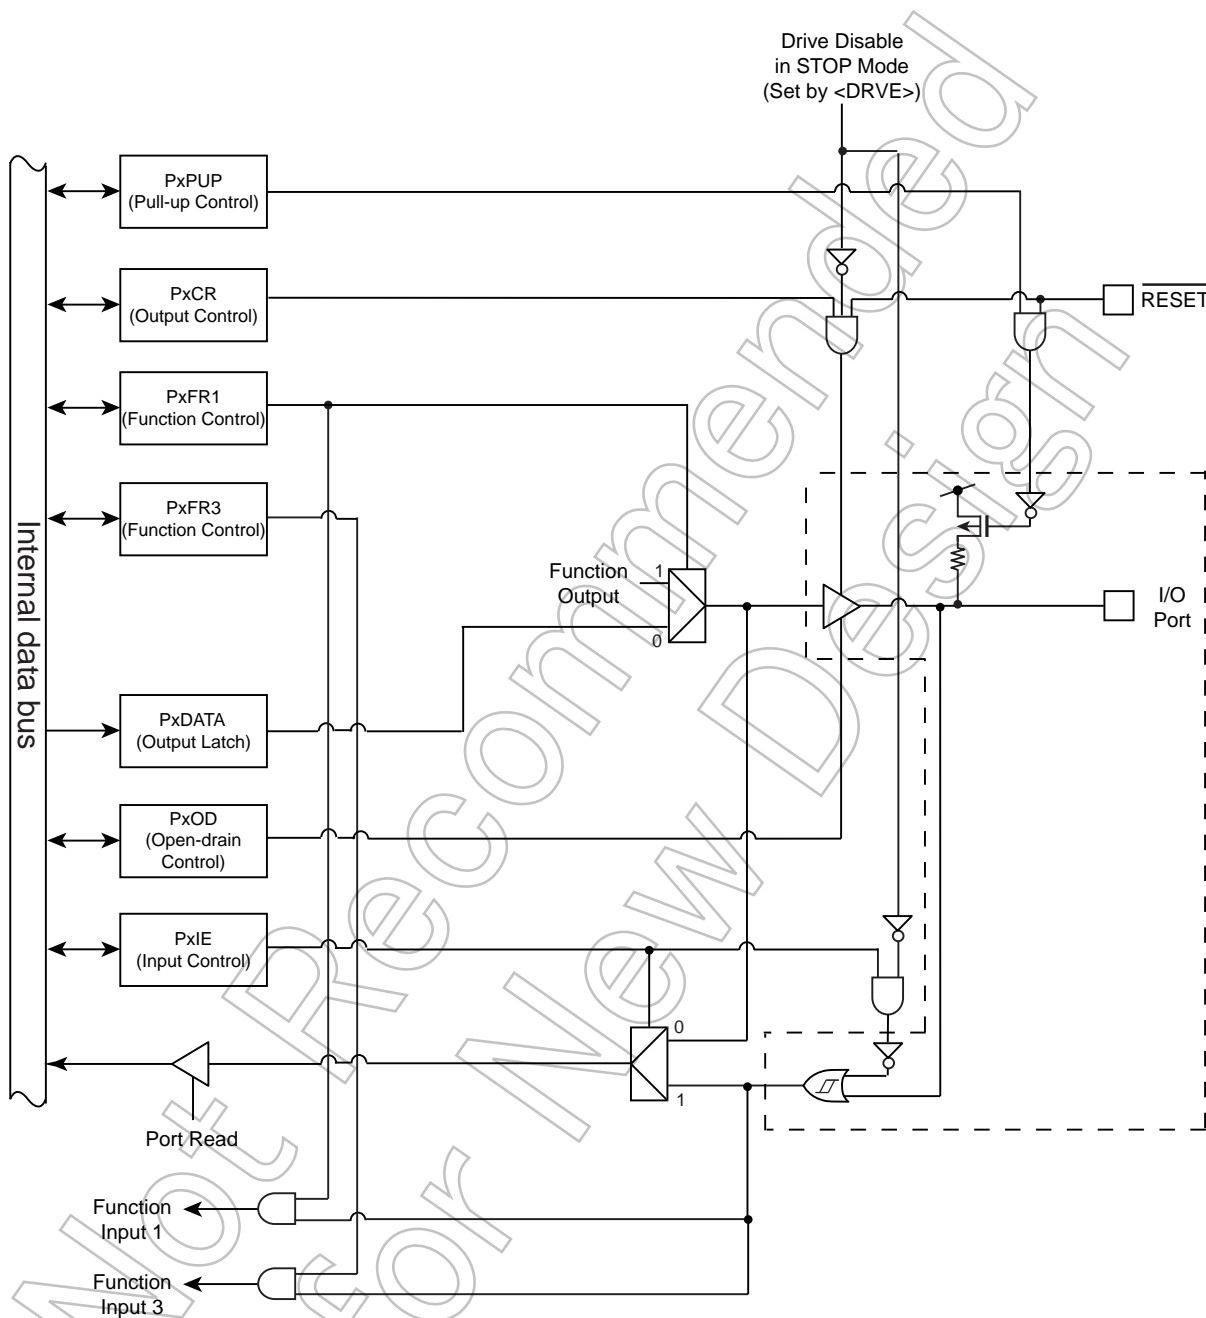 Drive Disable
in STOP Mode
(Set by <DRVE>)
PxPUP
(Pull-up Control)
PxCR
(Output Control)
RESET
PxFR1
(Function Control)
PxFR3
(Function Control)
Internal data bus
Function
Output
1
0
I/O
Port
PxDATA
(Output Latch)
PxOD
(Open-drain
Control)
PxIE
(Input Control)
0
1
Port Read
Function
Input 1
Function
Input 3
Not Recommended
for New Design